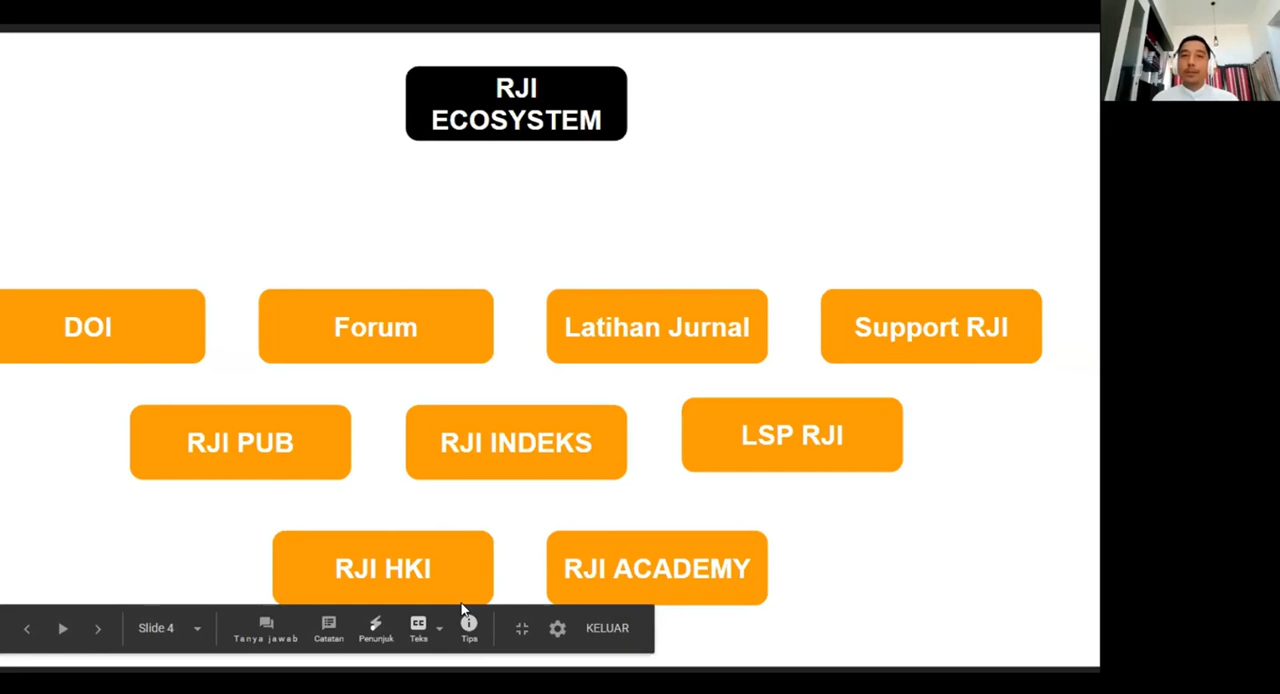 RJI
ECOSYSTEM
DOI
Forum
Latihan Jurnal
Support RJI
RJI PUB
RJI INDEKS
LSP RJI
RJI HKI
RJI ACADEMY
Slide 4
Tanya jawab
Catatan
Penunjuk
CC
Teks
Tips
KELUAR